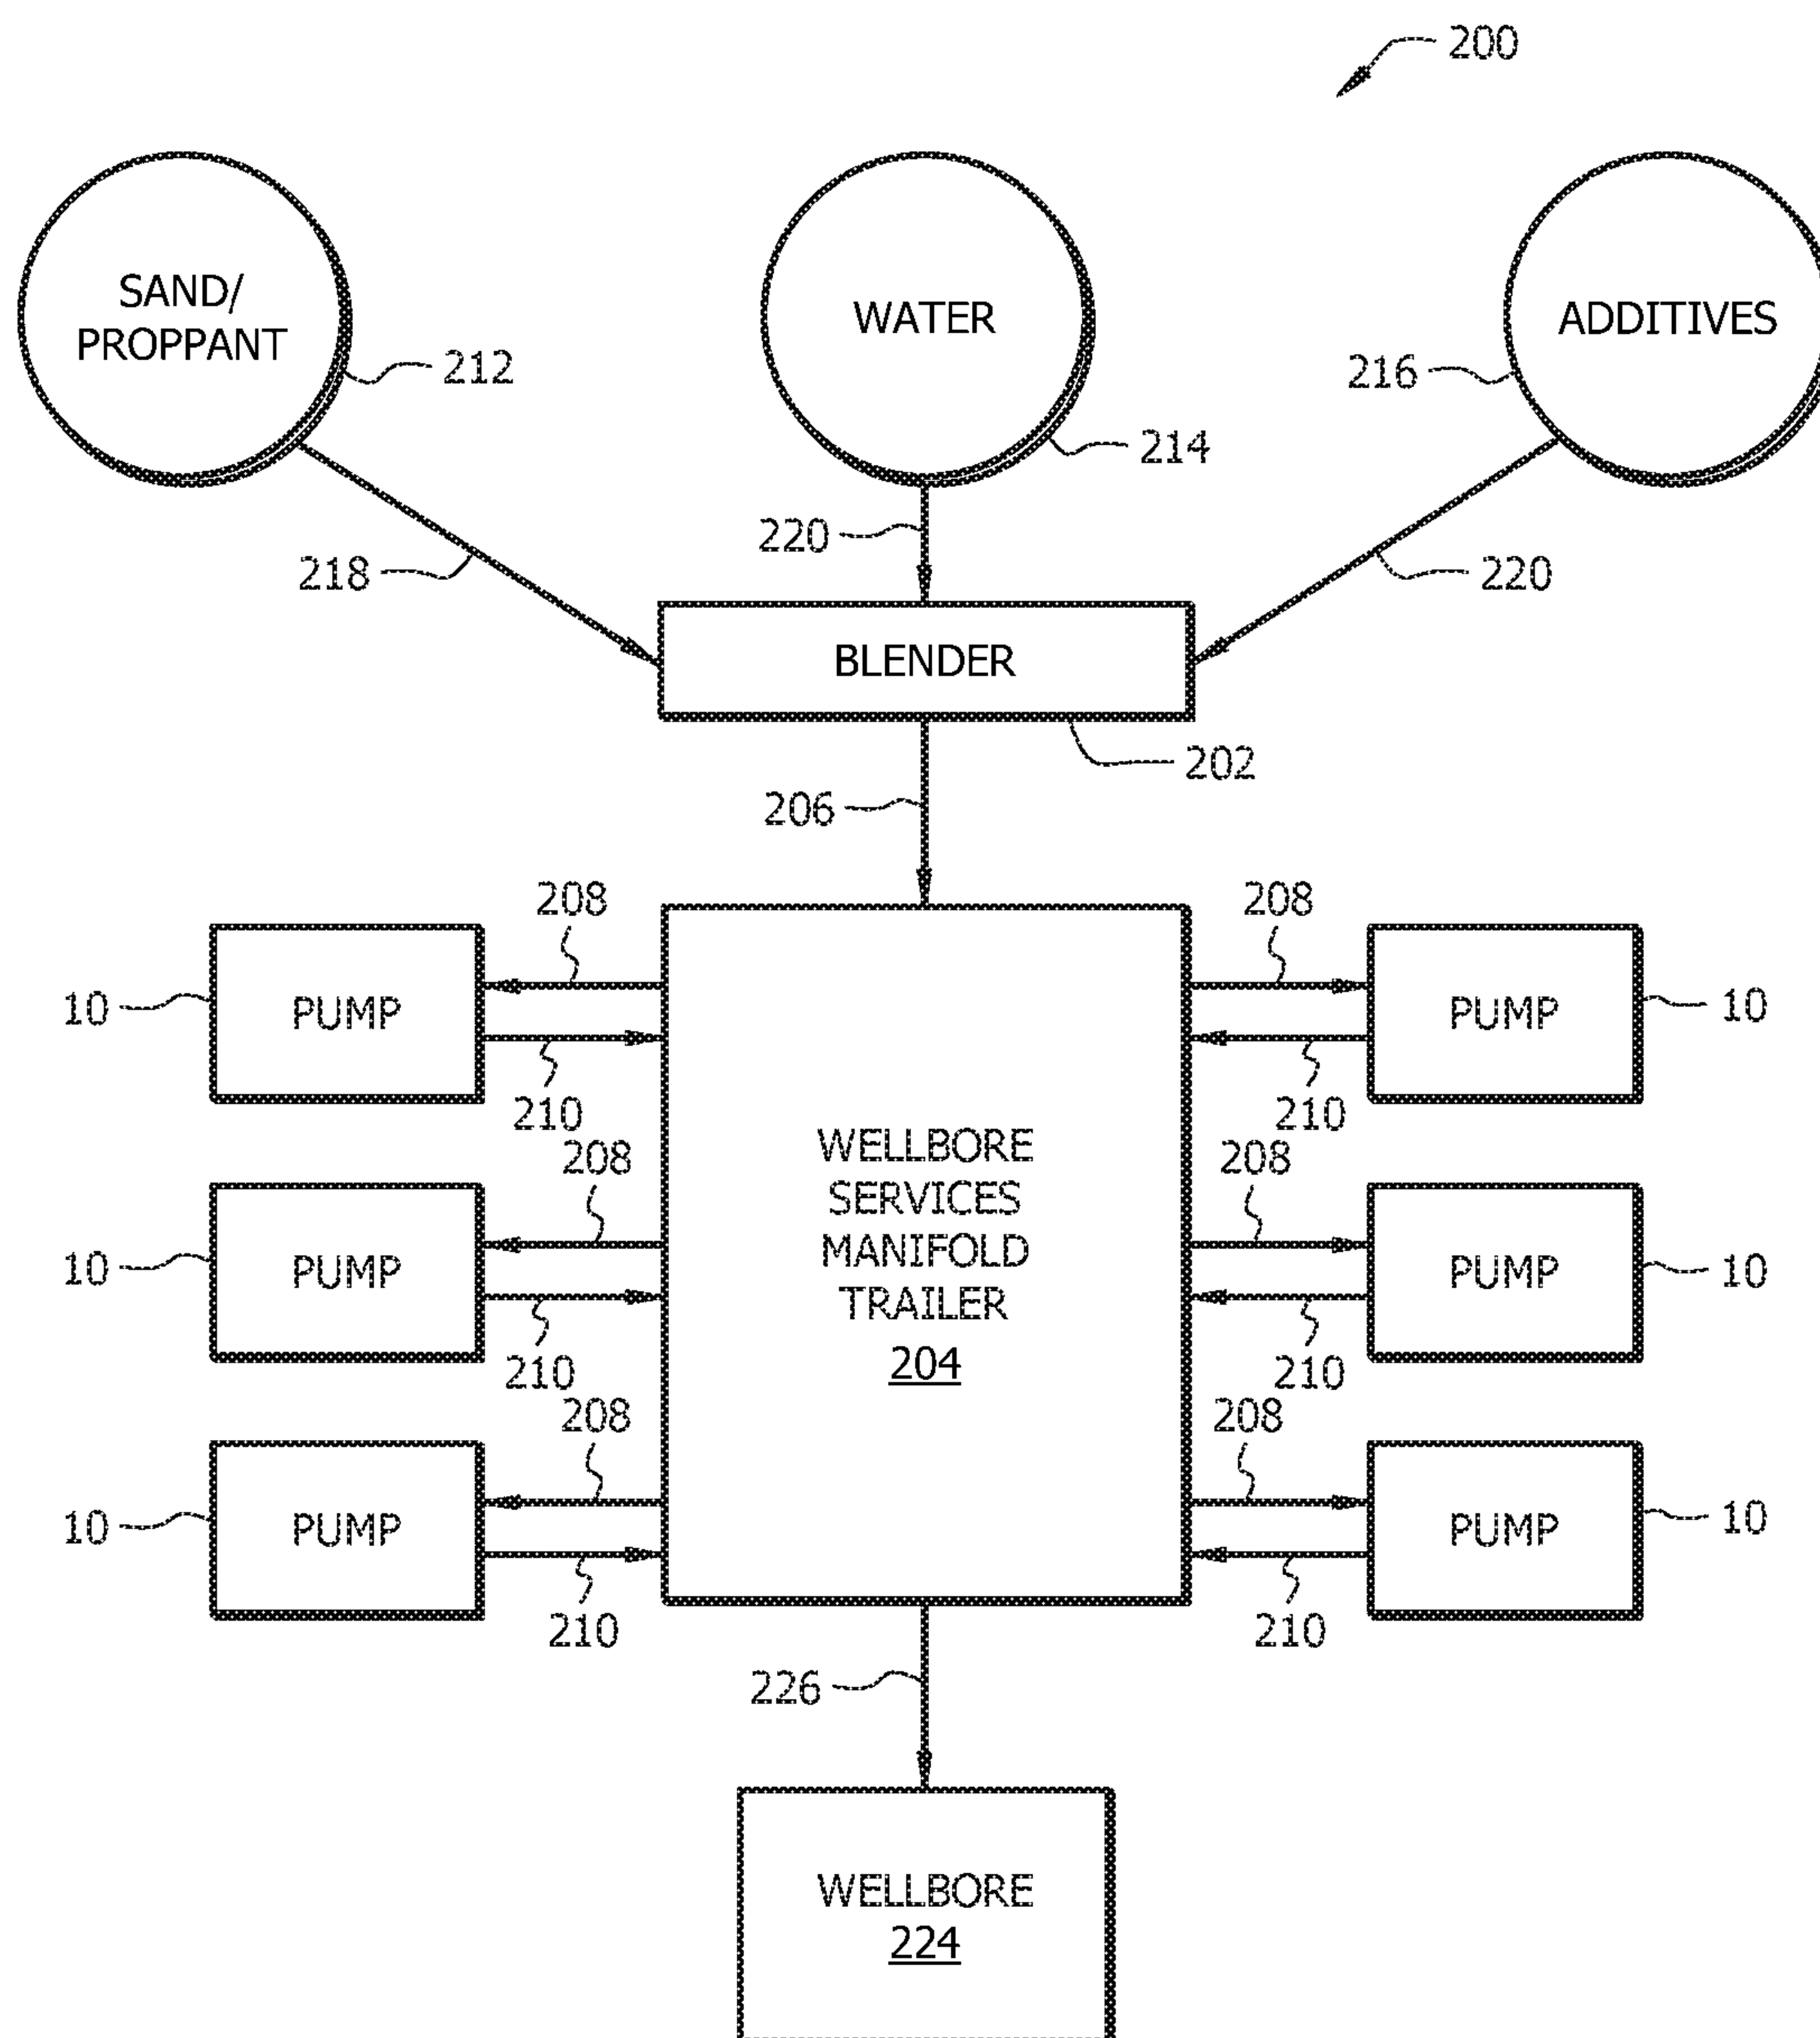 200
SAND/
PROPPANT
WATER
ADDITIVES
212
216
214
220
218
220
BLENDER
202
206
208
208
10
PUMP
PUMP
10
210
210
WELLBORE
SERVICES
MANIFOLD
TRAILER
204
208
208
10
PUMP
PUMP
10
210
210
208
208
10
PUMP
PUMP
10
210
210
226
WELLBORE
224